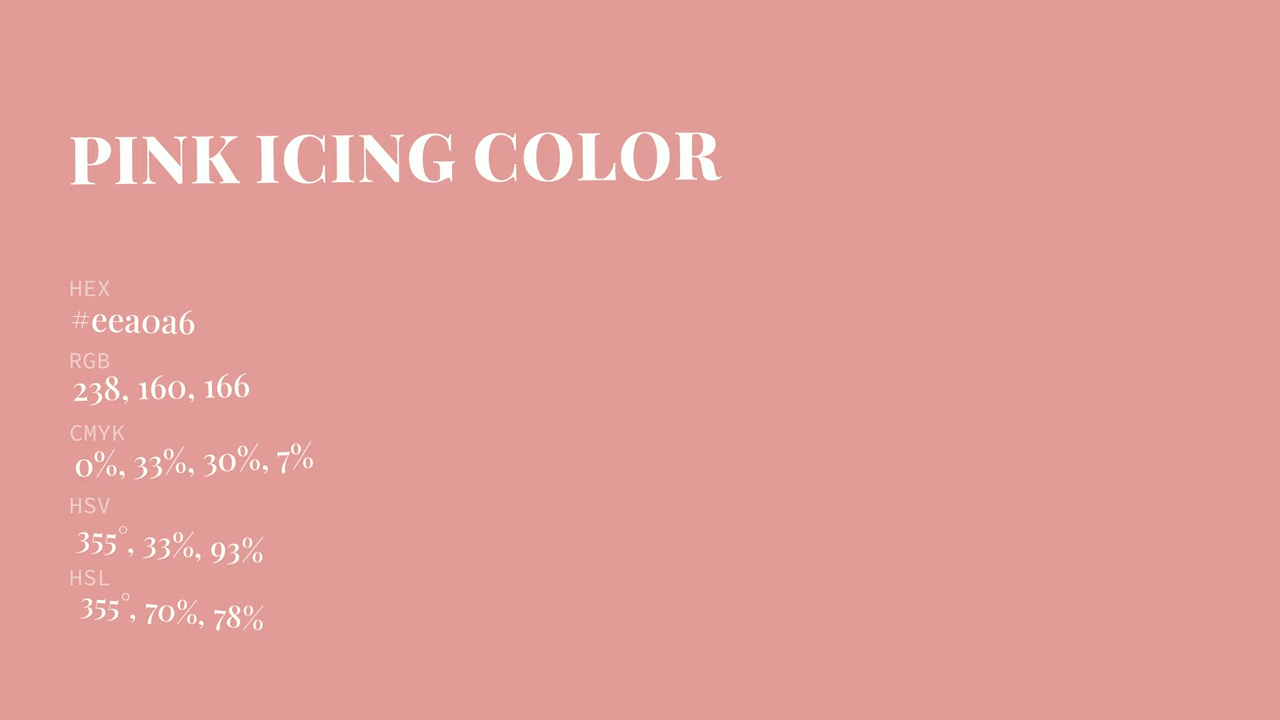 PINK ICING COLOR
HEX
#eea0a6
RGB
238, 160, 166
CMYK
0%, 33%, 30%, 7%
HSV
355°, 33%, 93%
HSL
355°, 70%, 78%